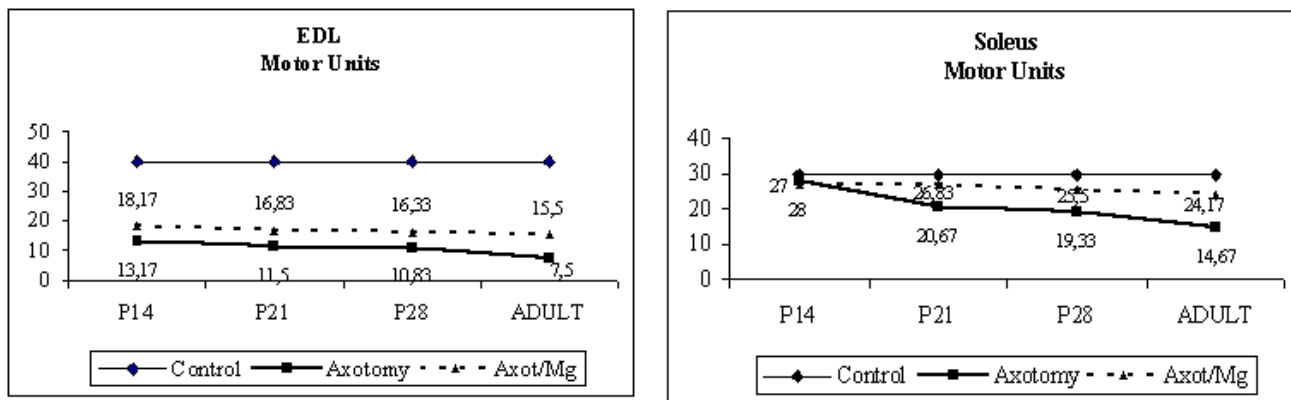 EDL
Motor Units
50
40
30
20
10
0
18,17 16,83 16,33 15,5
13,17 11,5 10,83 7,5
P14 P21 P28 ADULT
Control Axotomy Axot/Mg
Soleus
Motor Units
40
30
20
10
0
27 26,83 25,5 24,17
28 20,67 19,33 14,67
P14 P21 P28 ADULT
Control Axotomy Axot/Mg